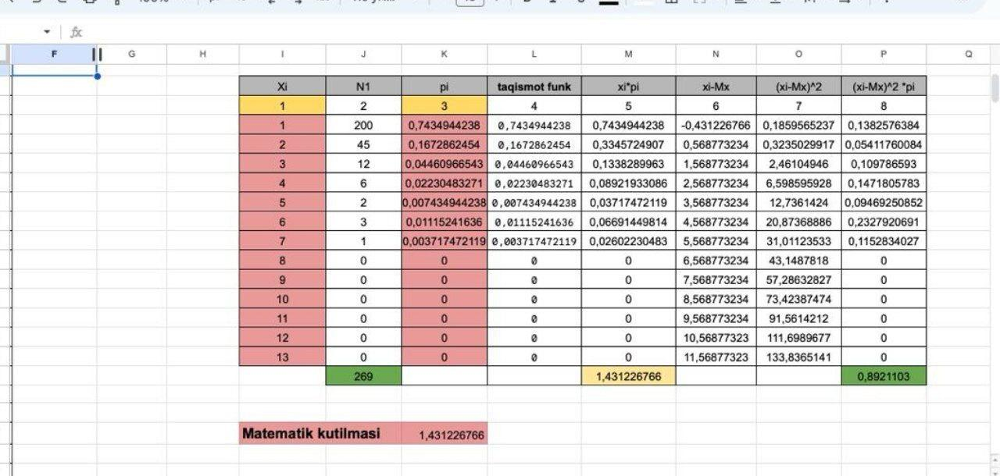 fx
F G H I J K L M N O P Q
Xi N1 pi taqismot funk xi*pi xi-Mx (xi-Mx)^2 (xi-Mx)^2 *pi
1 2 3 4 5 6 7 8
1 200 0,7434944238 0,7434944238 0,7434944238 -0,431226766 0,1859565237 0,1382576384
2 45 0,1672862454 0,1672862454 0,3345724907 0,568773234 0,3235029917 0,05411760084
3 12 0,04460966543 0,04460966543 0,1338289963 1,568773234 2,46104946 0,109786593
4 6 0,02230483271 0,02230483271 0,08921933086 2,568773234 6,598595928 0,1471805783
5 2 0,007434944238 0,007434944238 0,03717472119 3,568773234 12,7361424 0,09469250852
6 3 0,01115241636 0,01115241636 0,06691449814 4,568773234 20,87368886 0,2327920691
7 1 0,003717472119 0,003717472119 0,02602230483 5,568773234 31,01123533 0,1152834027
8 0 0 0 0 6,568773234 43,1487818 0
9 0 0 0 0 7,568773234 57,28632827 0
10 0 0 0 0 8,568773234 73,42387474 0
11 0 0 0 0 9,568773234 91,5614212 0
12 0 0 0 0 10,56877323 111,6989677 0
13 0 0 0 0 11,56877323 133,8365141 0
269 1,431226766 0,8921103
Matematik kutilmasi 1,431226766